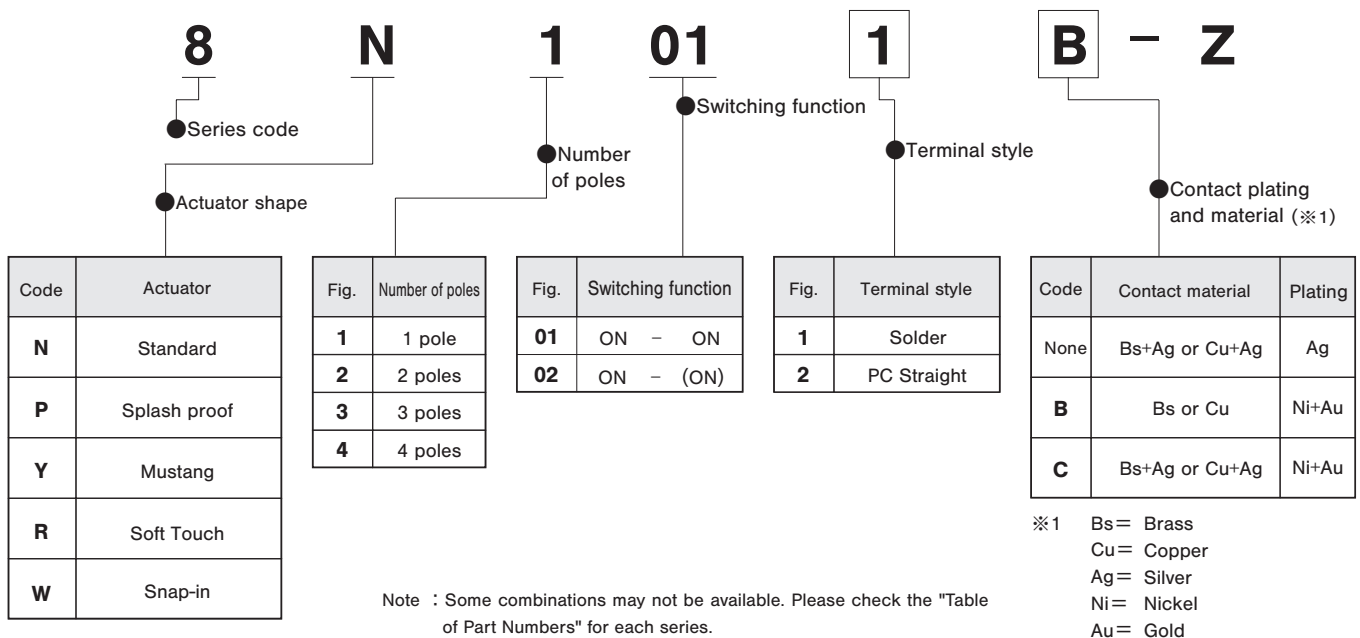 8 N 1 01 1 B - Z
Series code
Actuator shape
Number
of poles
Switching function
Terminal style
Contact plating
and material (※1)
Code Actuator
N Standard
P Splash proof
Y Mustang
R Soft Touch
W Snap-in
Fig. Number of poles
1 1 pole
2 2 poles
3 3 poles
4 4 poles
Fig. Switching function
01 ON - ON
02 ON - (ON)
Fig. Terminal style
1 Solder
2 PC Straight
Code Contact material Plating
None Bs+Ag or Cu+Ag Ag
B Bs or Cu Ni+Au
C Bs+Ag or Cu+Ag Ni+Au
※1 Bs= Brass
Cu= Copper
Ag= Silver
Ni= Nickel
Au= Gold
Note : Some combinations may not be available. Please check the "Table
of Part Numbers" for each series.